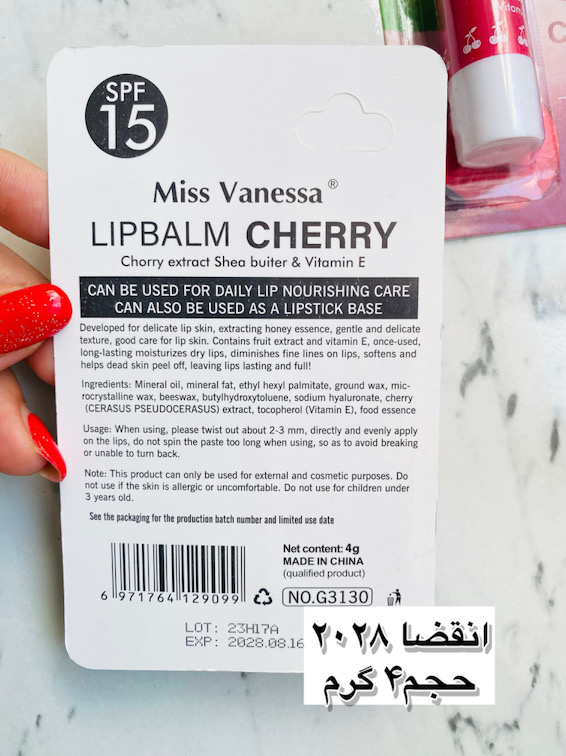 Vitam
SPF
15
Miss Vanessa®
LIPBALM CHERRY
Chorry extract Shea buiter & Vitamin E
CAN BE USED FOR DAILY LIP NOURISHING CARE
CAN ALSO BE USED AS A LIPSTICK BASE
Developed for delicate lip skin, extracting honey essence, gentle and delicate
texture, good care for lip skin. Contains fruit extract and vitamin E, once-used,
long-lasting moisturizes dry lips, diminishes fine lines on lips, softens and
helps dead skin peel off, leaving lips lasting and full!
Ingredients: Mineral oil, mineral fat, ethyl hexyl palmitate, ground wax, mic-
rocrystalline wax, beeswax, butylhydroxytoluene, sodium hyaluronate, cherry
(CERASUS PSEUDOCERASUS) extract, tocopherol (Vitamin E), food essence
Usage: When using, please twist out about 2-3 mm, directly and evenly apply
on the lips, do not spin the paste too long when using, so as to avoid breaking
or unable to turn back.
Note: This product can only be used for external and cosmetic purposes. Do
not use if the skin is allergic or uncomfortable. Do not use for children under
3 years old.
See the packaging for the production batch number and limited use date
Net content: 4g
MADE IN CHINA
(qualified product)
NO.G3130
6 971764 129099
LOT: 23H17A
EXP: 2028.08.16
انقضا ۲۰۲۸
حجم۴ گرم